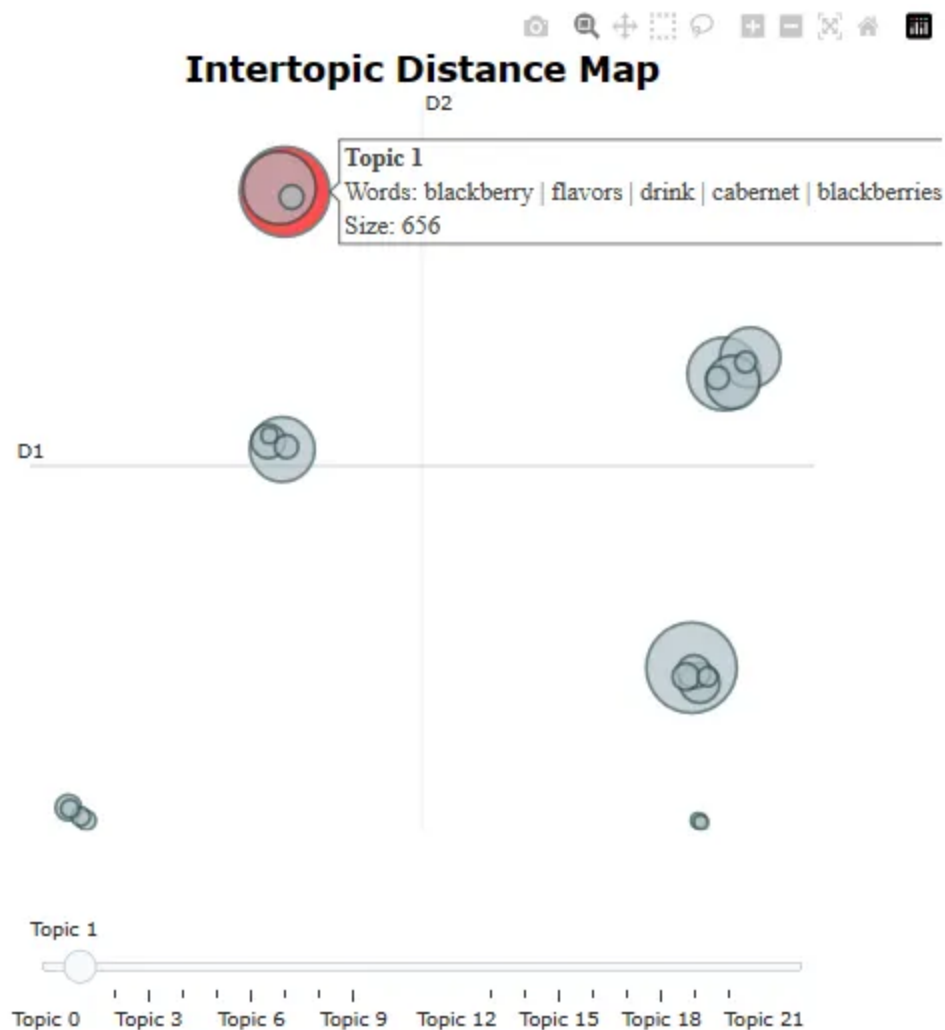 Intertopic Distance Map
D2
Topic 1
Words: blackberry | flavors | drink | cabernet | blackberries
Size: 656
D1
Topic 1
Topic 0 Topic 3 Topic 6 Topic 9 Topic 12 Topic 15 Topic 18 Topic 21